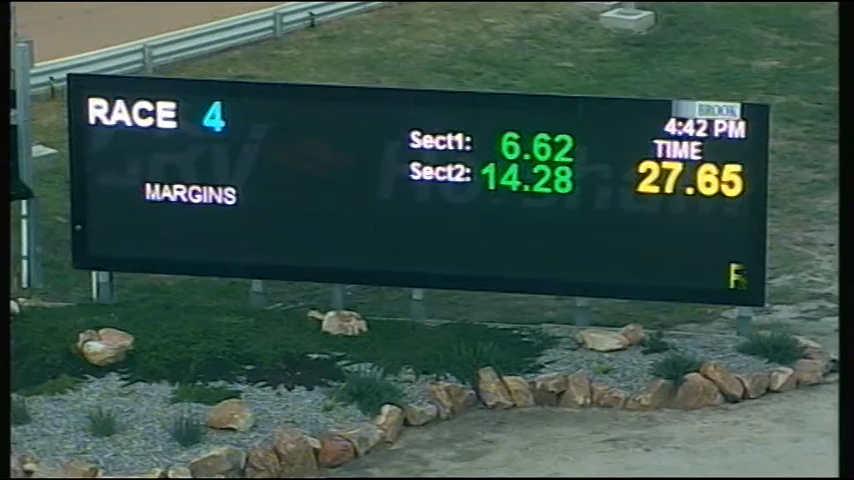 BROOK
RACE 4
4:42 PM
Sect1: 6.62
TIME
Sect2: 14.28
27.65
MARGINS